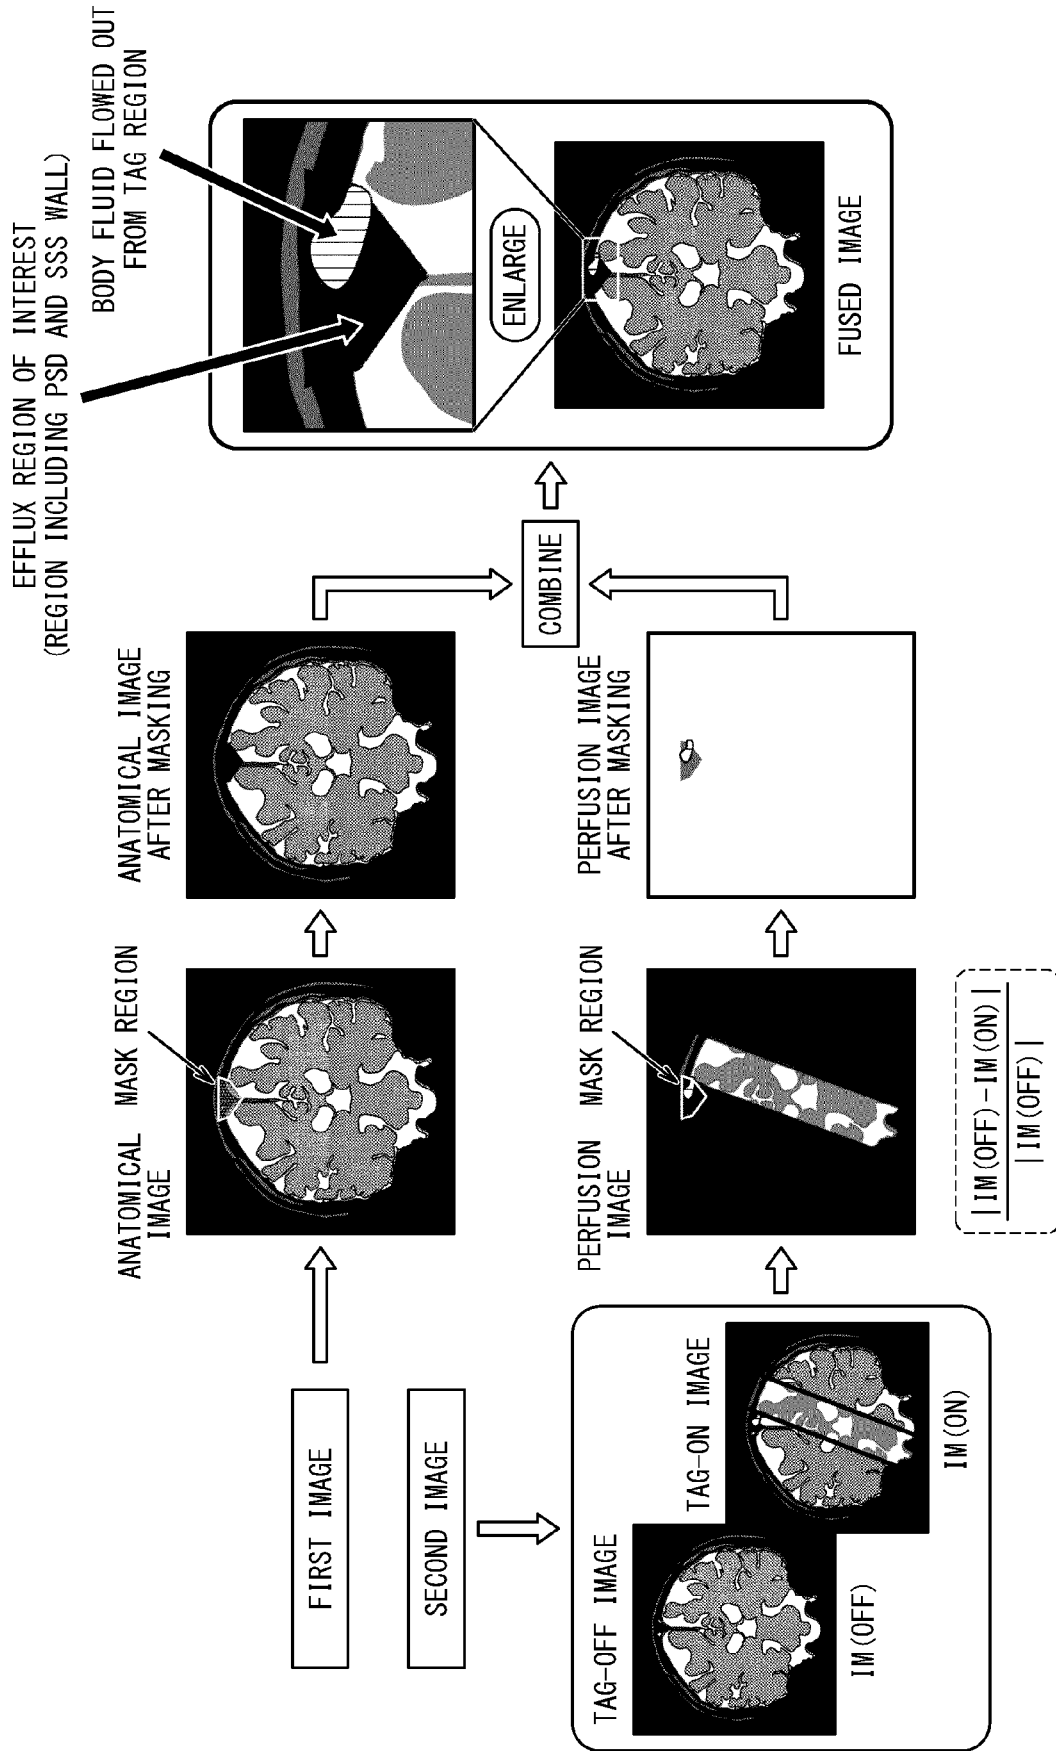 EFFLUX REGION OF INTEREST
(REGION INCLUDING PSD AND SSS WALL)
BODY FLUID FLOWED OUT
FROM TAG REGION
FIRST IMAGE
ANATOMICAL
IMAGE
MASK REGION
ANATOMICAL IMAGE
AFTER MASKING
SECOND IMAGE
TAG-OFF IMAGE
IM(OFF)
TAG-ON IMAGE
IM(ON)
PERFUSION
IMAGE
MASK REGION
|IM(OFF)-IM(ON)|
|IM(OFF)|
PERFUSION IMAGE
AFTER MASKING
COMBINE
ENLARGE
FUSED IMAGE